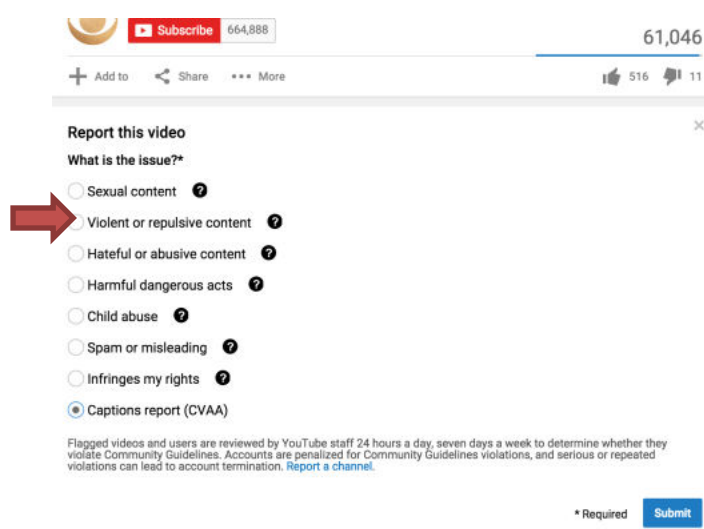 Subscribe 664,888
61,046
Add to Share More 516 11
Report this video
What is the issue?*
Sexual content ?
Violent or repulsive content ?
Hateful or abusive content ?
Harmful dangerous acts ?
Child abuse ?
Spam or misleading ?
Infringes my rights ?
Captions report (CVAA)
Flagged videos and users are reviewed by YouTube staff 24 hours a day, seven days a week to determine whether they
violate Community Guidelines. Accounts are penalized for Community Guidelines violations, and serious or repeated
violations can lead to account termination. Report a channel.
* Required Submit